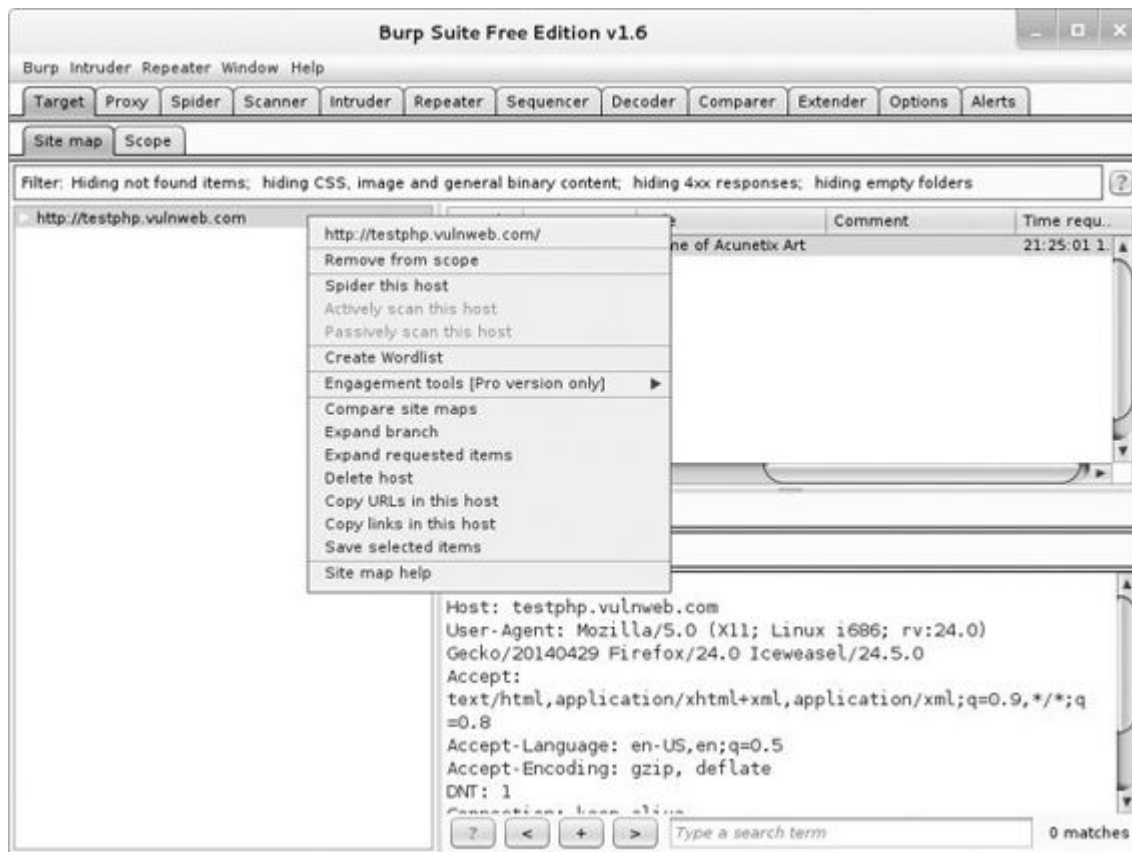 Burp Suite Free Edition v1.6
Burp Intruder Repeater Window Help
Target Proxy Spider Scanner Intruder Repeater Sequencer Decoder Comparer Extender Options Alerts
Site map Scope
Filter: Hiding not found items; hiding CSS, image and general binary content; hiding 4xx responses; hiding empty folders ?
http://testphp.vulnweb.com
Comment Time requ..
of Acunetix Art 21:25:01 1.
http://testphp.vulnweb.com/
Remove from scope
Spider this host
Actively scan this host
Passively scan this host
Create Wordlist
Engagement tools [Pro version only]
Compare site maps
Expand branch
Expand requested items
Delete host
Copy URLs in this host
Copy links in this host
Save selected items
Site map help
Host: testphp.vulnweb.com
User-Agent: Mozilla/5.0 (X11; Linux i686; rv:24.0)
Gecko/20140429 Firefox/24.0 Iceweasel/24.5.0
Accept:
text/html,application/xhtml+xml,application/xml;q=0.9,*/*;q
=0.8
Accept-Language: en-US,en;q=0.5
Accept-Encoding: gzip, deflate
DNT: 1
? < + > Type a search term 0 matches